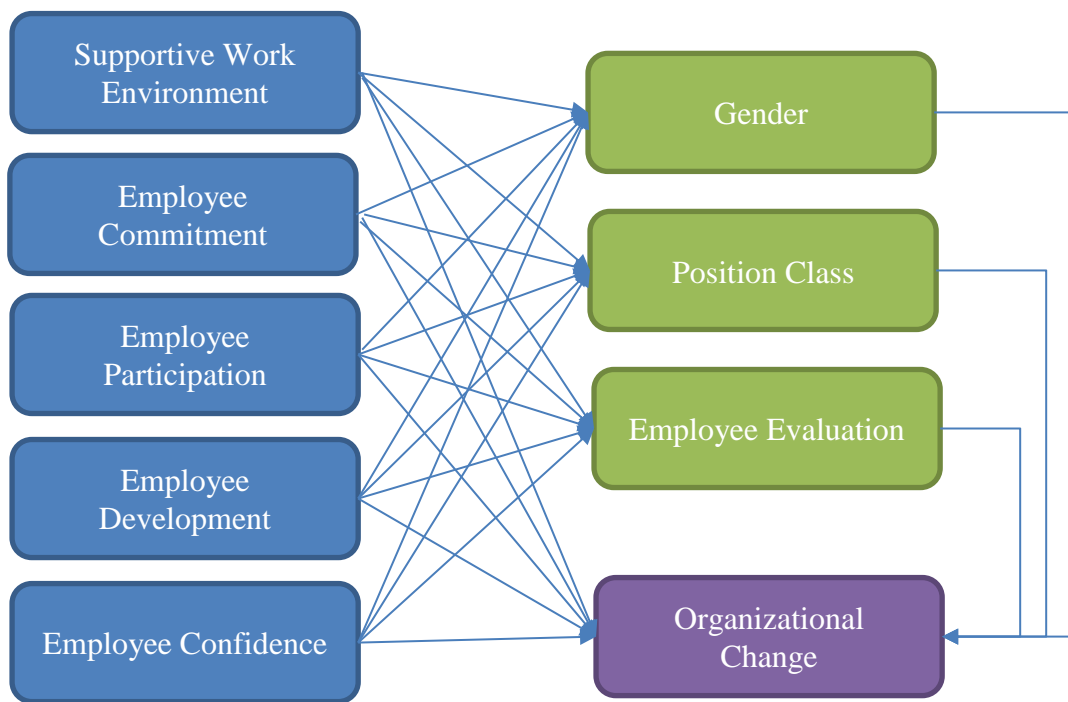 Supportive Work
Environment
Employee
Commitment
Employee
Participation
Employee
Development
Employee Confidence
Gender
Position Class
Employee Evaluation
Organizational
Change